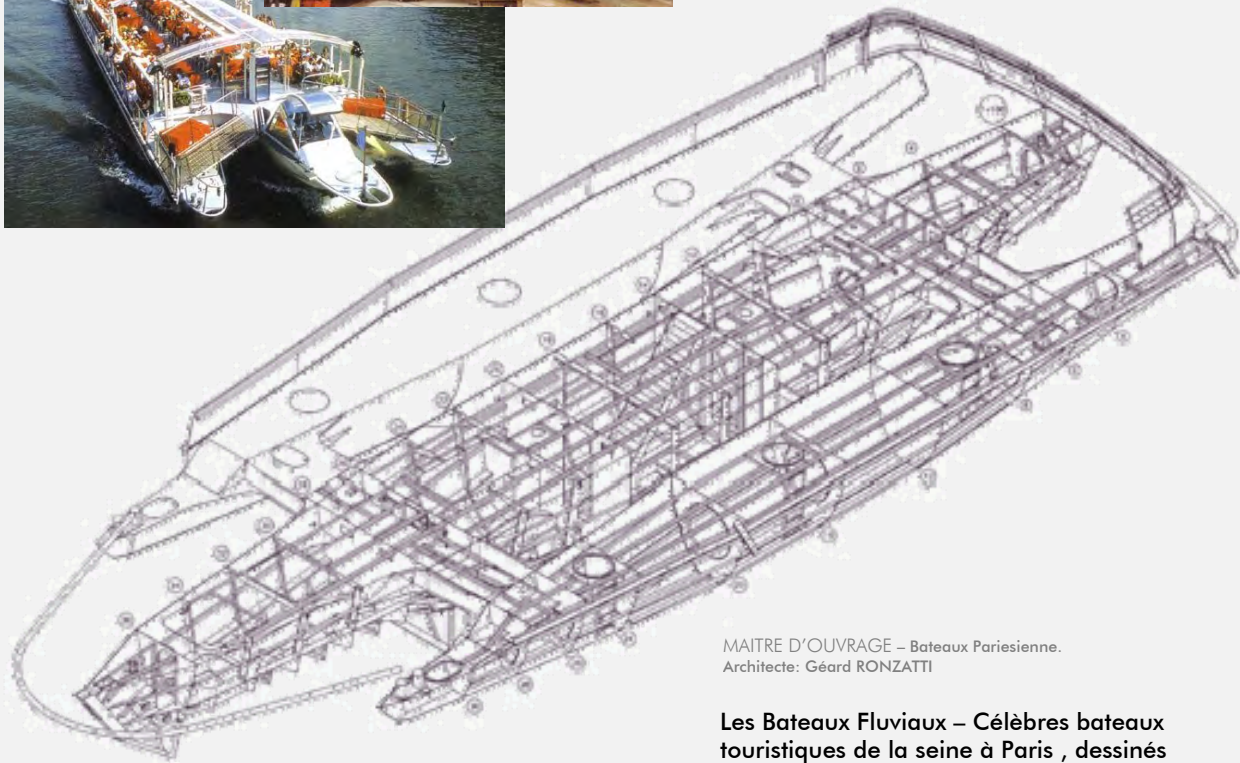 MAITRE D'OUVRAGE – Bateaux Pariesienne.
Architecte: Géard RONZATTI
Les Bateaux Fluviaux – Célèbres bateaux
touristiques de la seine à Paris , dessinés